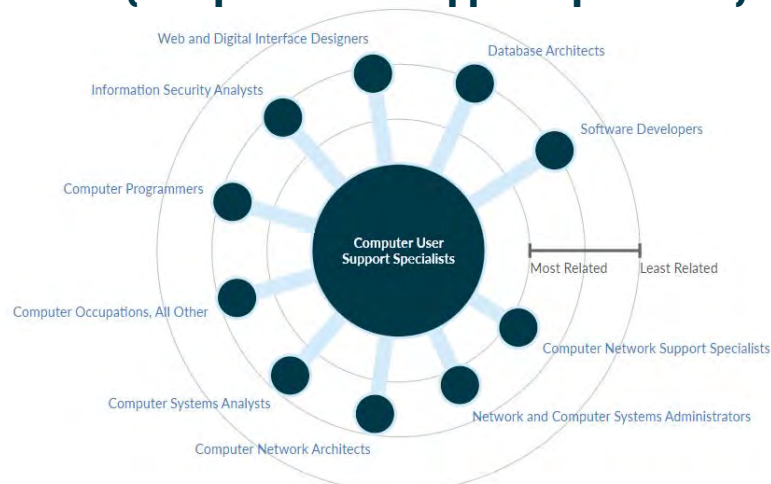 Web and Digital Interface Designers
Database Architects
Information Security Analysts
Software Developers
Computer Programmers
Computer User
Support Specialists
Most Related
Least Related
Computer Occupations, All Other
Computer Network Support Specialists
Computer Systems Analysts
Network and Computer Systems Administrators
Computer Network Architects